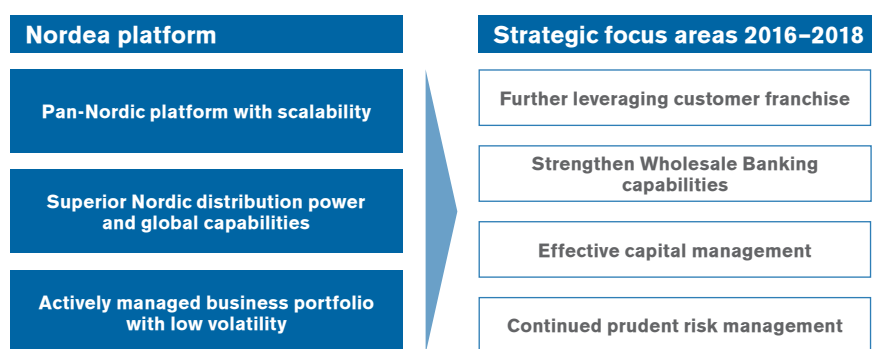 Nordea platform
Pan-Nordic platform with scalability
Superior Nordic distribution power
and global capabilities
Actively managed business portfolio
with low volatility
Strategic focus areas 2016–2018
Further leveraging customer franchise
Strengthen Wholesale Banking
capabilities
Effective capital management
Continued prudent risk management